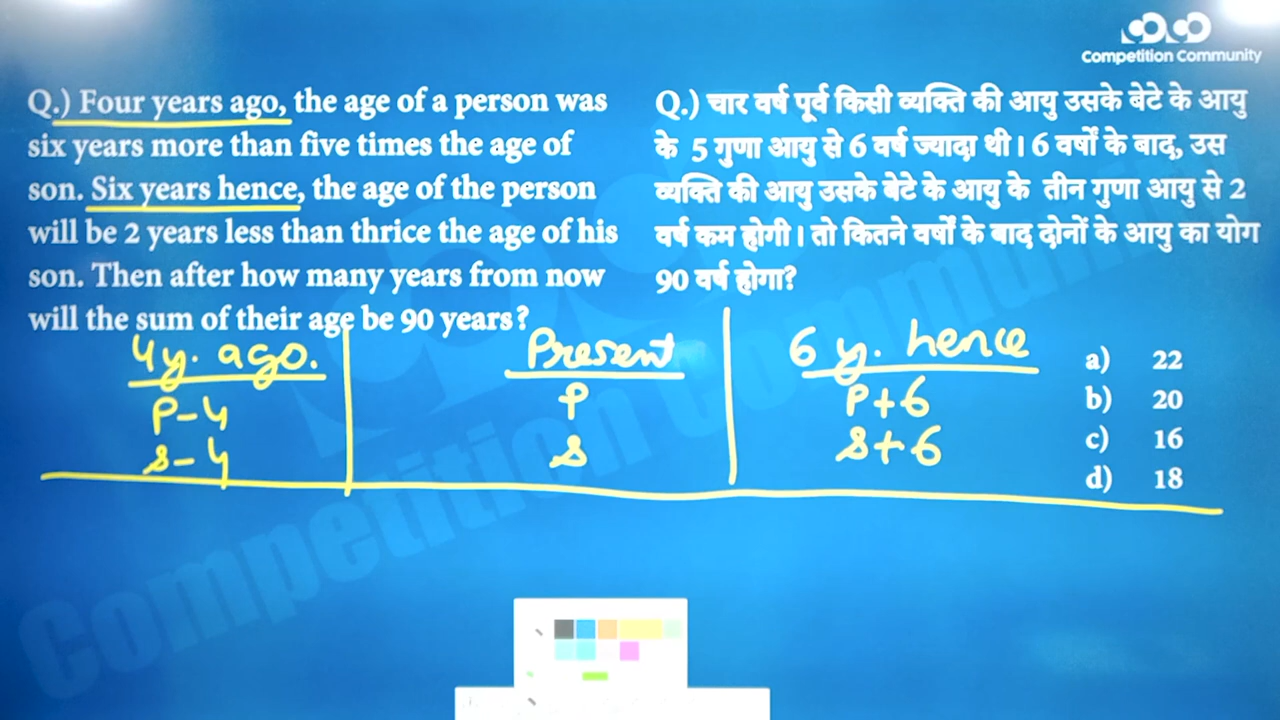 Competition Community
Q.) Four years ago, the age of a person was
six years more than five times the age of
son. Six years hence, the age of the person
will be 2 years less than thrice the age of his
son. Then after how many years from now
will the sum of their age be 90 years?
Q.) चार वर्ष पूर्व किसी व्यक्ति की आयु उसके बेटे के आयु
के 5 गुणा आयु से 6 वर्ष ज्यादा थी। 6 वर्षों के बाद, उस
व्यक्ति की आयु उसके बेटे के आयु के तीन गुणा आयु से 2
वर्ष कम होगी। तो कितने वर्षों के बाद दोनों के आयु का योग
90 वर्ष होगा?
4y. ago.
P-4
s-4
Present
P
s
6 y. hence
P+6
s+6
a) 22
b) 20
c) 16
d) 18
Competition Community